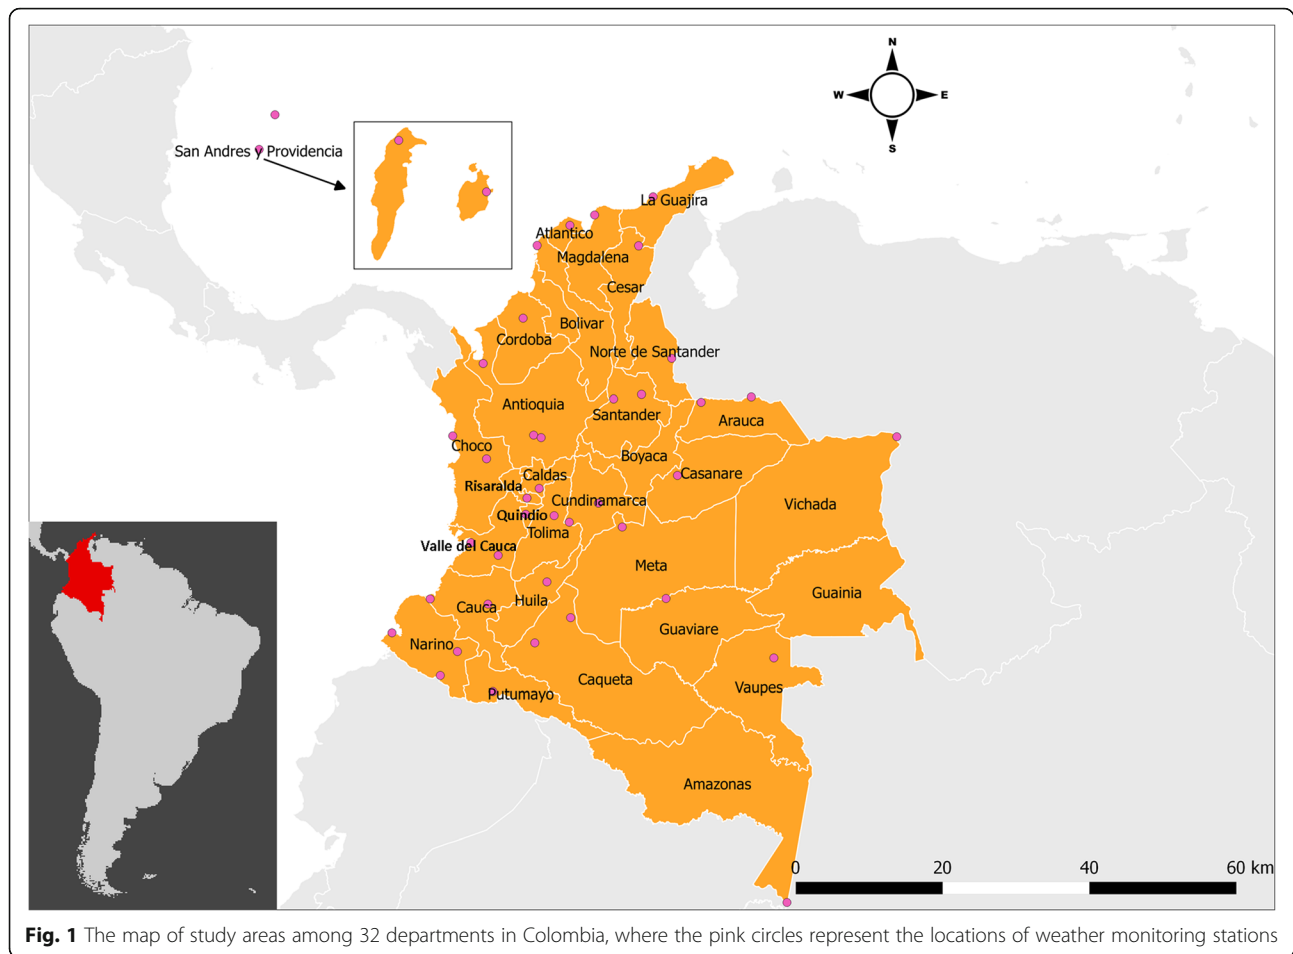 N
W E
S
San Andres y Providencia
La Guajira
Atlantico
Magdalena
Cesar
Bolivar
Cordoba
Norte de Santander
Antioquia
Santander
Arauca
Choco
Boyaca
Caldas
Casanare
Risaralda
Cundinamarca
Vichada
Quindio
Tolima
Valle del Cauca
Meta
Guainia
Huila
Cauca
Guaviare
Narino
Caqueta
Vaupes
Putumayo
Amazonas
0 20 40 60 km
Fig. 1 The map of study areas among 32 departments in Colombia, where the pink circles represent the locations of weather monitoring stations